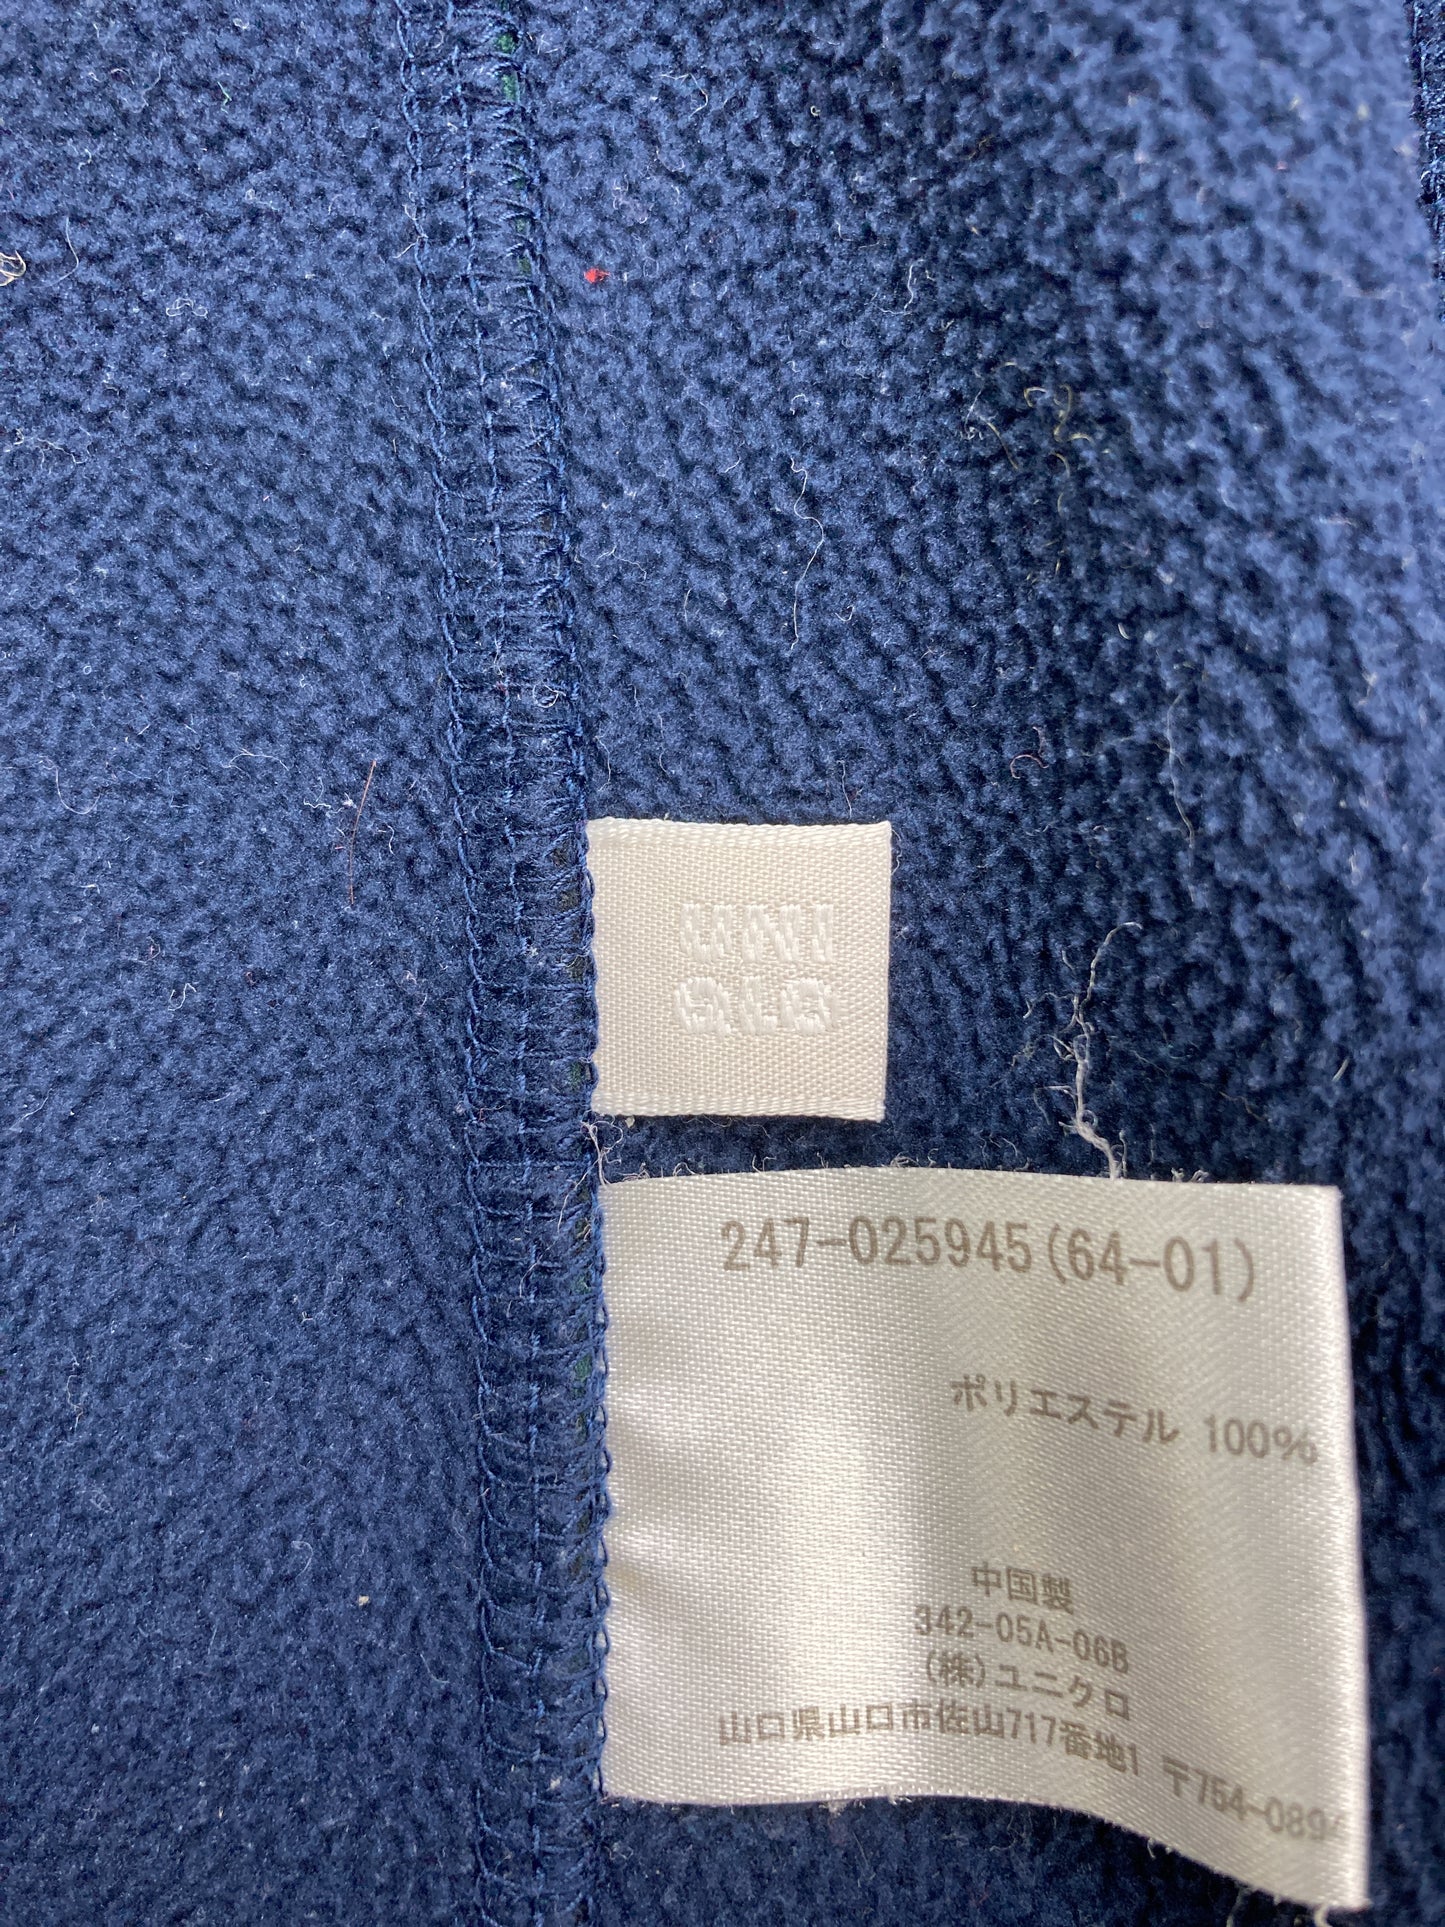 UNI
QLO
247-025945(64-01)
ポリエステル 100%
中国製
342-05A-06B
(株)ユニクロ
山口県山口市佐山717番地1 〒754-0894